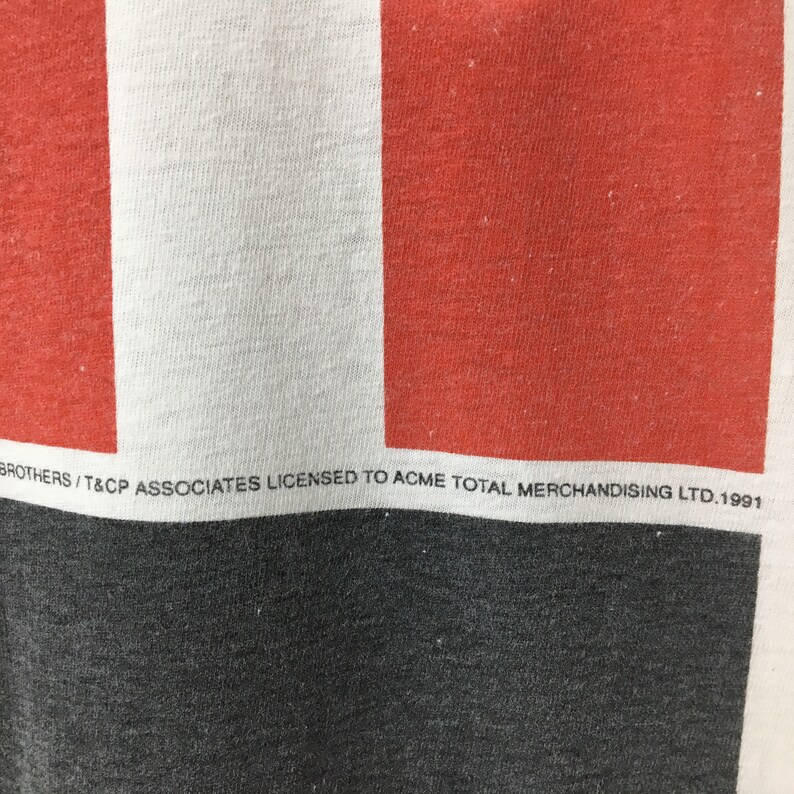 BROTHERS / T&CP ASSOCIATES LICENSED TO ACME TOTAL MERCHANDISING LTD.1991